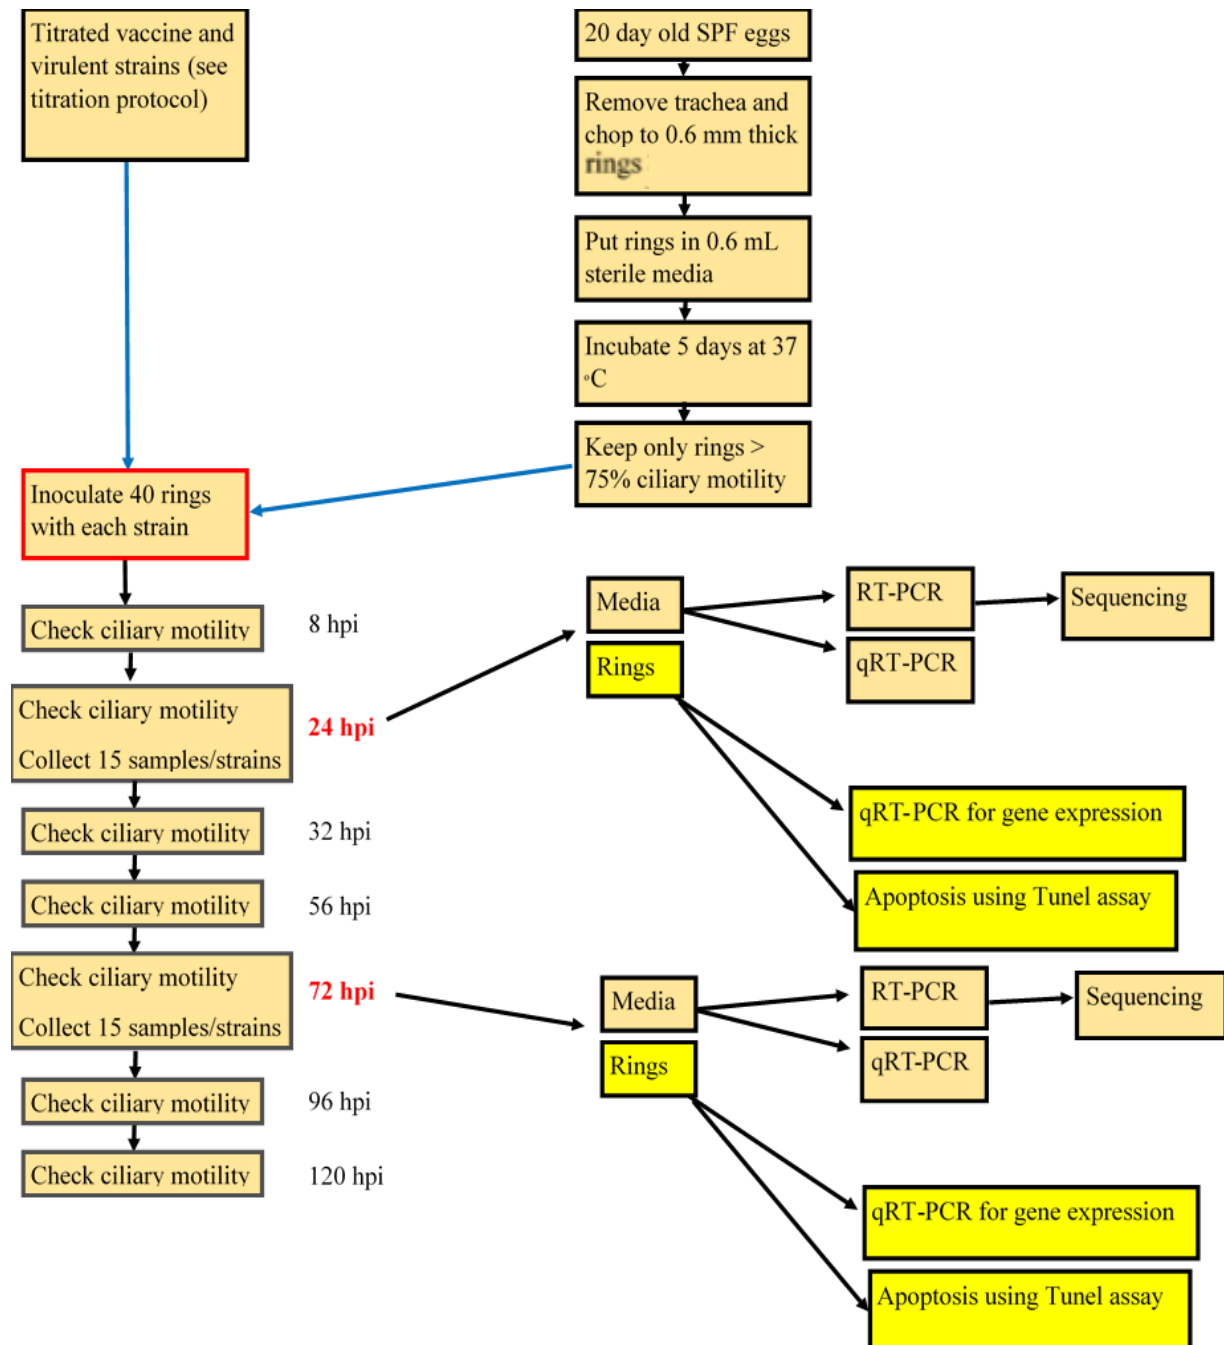 Titrated vaccine and
virulent strains (see
titration protocol)
20 day old SPF eggs
Remove trachea and
chop to 0.6 mm thick
rings
Put rings in 0.6 mL
sterile media
Incubate 5 days at 37
°C
Keep only rings >
75% ciliary motility
Inoculate 40 rings
with each strain
Check ciliary motility
8 hpi
Check ciliary motility
Collect 15 samples/strains
24 hpi
Check ciliary motility
32 hpi
Check ciliary motility
56 hpi
Check ciliary motility
Collect 15 samples/strains
72 hpi
Check ciliary motility
96 hpi
Check ciliary motility
120 hpi
Media
Rings
RT-PCR
Sequencing
qRT-PCR
qRT-PCR for gene expression
Apoptosis using Tunel assay
Media
Rings
RT-PCR
Sequencing
qRT-PCR
qRT-PCR for gene expression
Apoptosis using Tunel assay